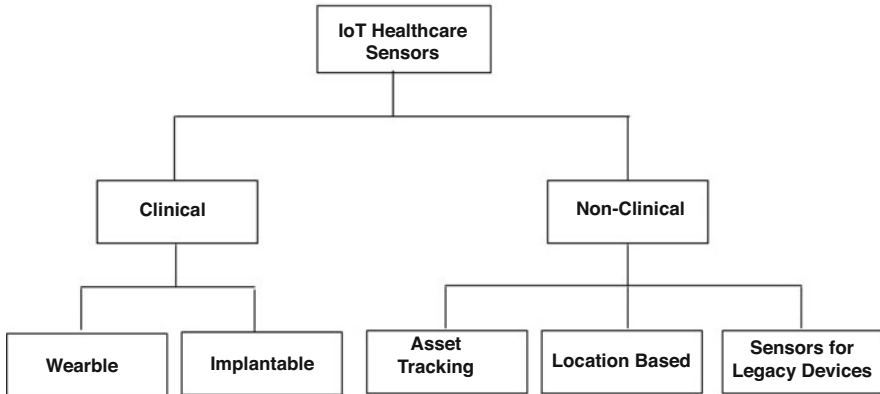 IoT Healthcare
Sensors
Clinical
Non-Clinical
Wearble
Implantable
Asset
Tracking
Location Based
Sensors for
Legacy Devices